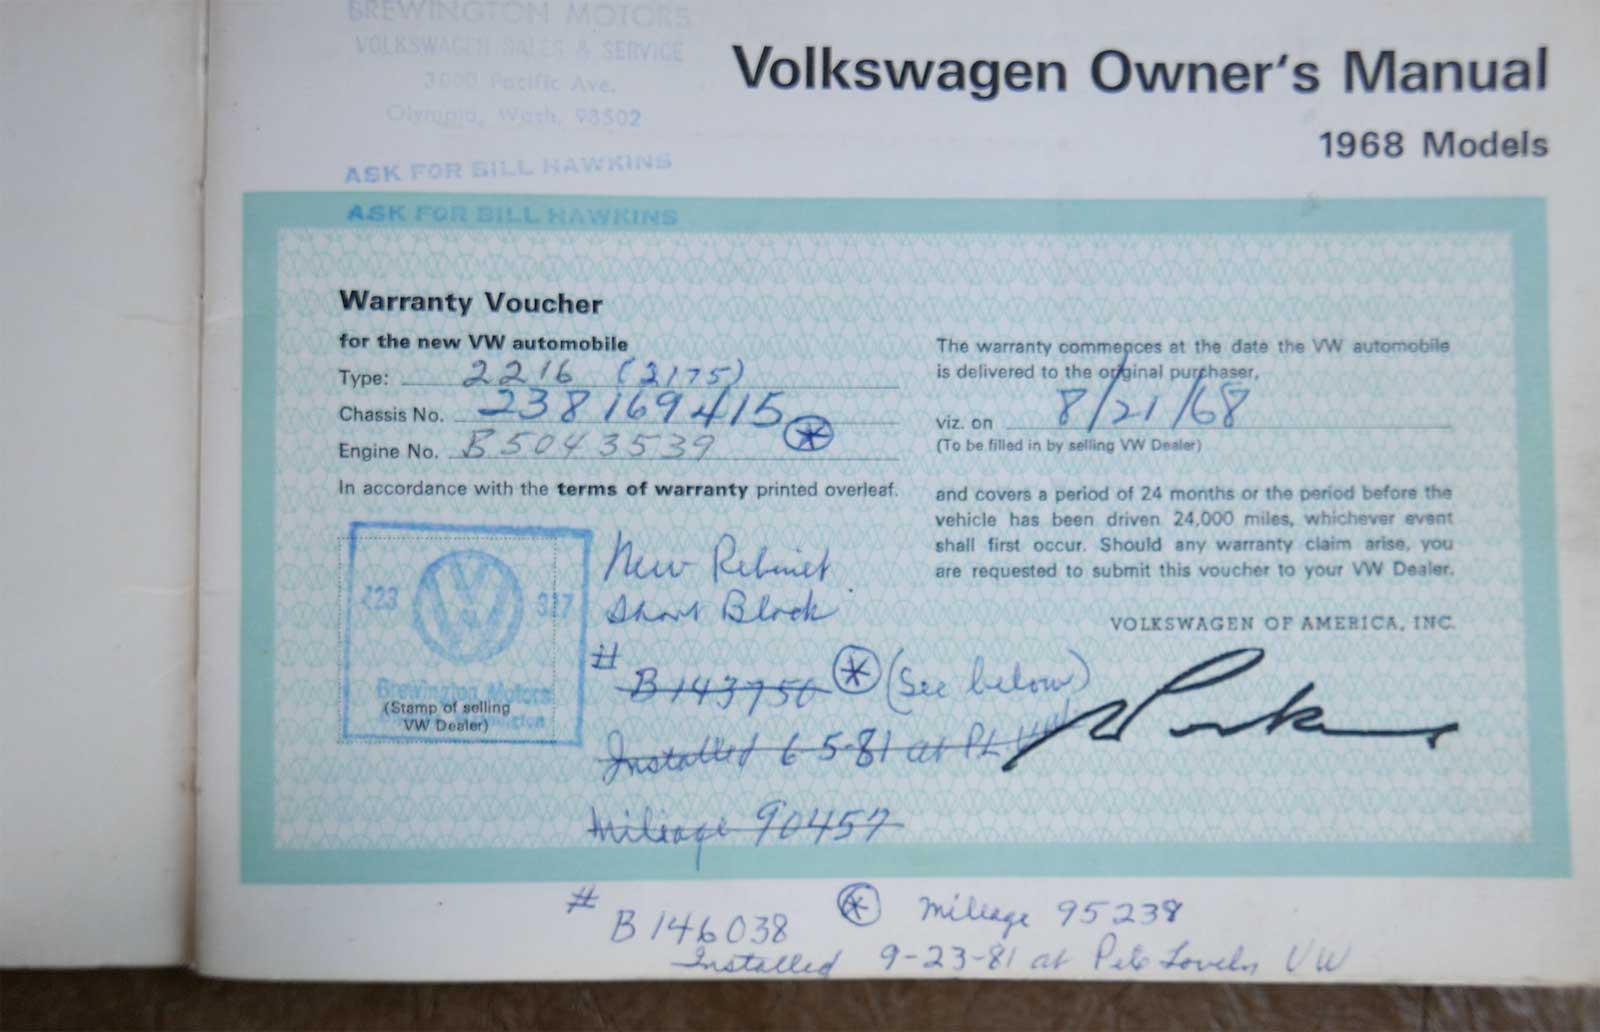 BREWINGTON MOTORS
VOLKSWAGEN SALES & SERVICE
3000 Pacific Ave.
Olympia, Wash. 98502
ASK FOR BILL HAWKINS
ASK FOR BILL HAWKINS
Volkswagen Owner's Manual
1968 Models
Warranty Voucher
for the new VW automobile
Type: 2216 (2175)
Chassis No. 238169415
Engine No. B5043539 *
In accordance with the terms of warranty printed overleaf.
The warranty commences at the date the VW automobile
is delivered to the original purchaser,
viz. on 8/21/68
(To be filled in by selling VW Dealer)
and covers a period of 24 months or the period before the
vehicle has been driven 24,000 miles, whichever event
shall first occur. Should any warranty claim arise, you
are requested to submit this voucher to your VW Dealer.
VOLKSWAGEN OF AMERICA, INC.
423 327
Brewington Motors
(Stamp of selling
VW Dealer)
New
Short Block
# B143750 * (See below)
Installed 6-5-81 at PL
Mileage 90457
# B146038 * Mileage 95238
Installed 9-23-81 at Pete Lovely VW